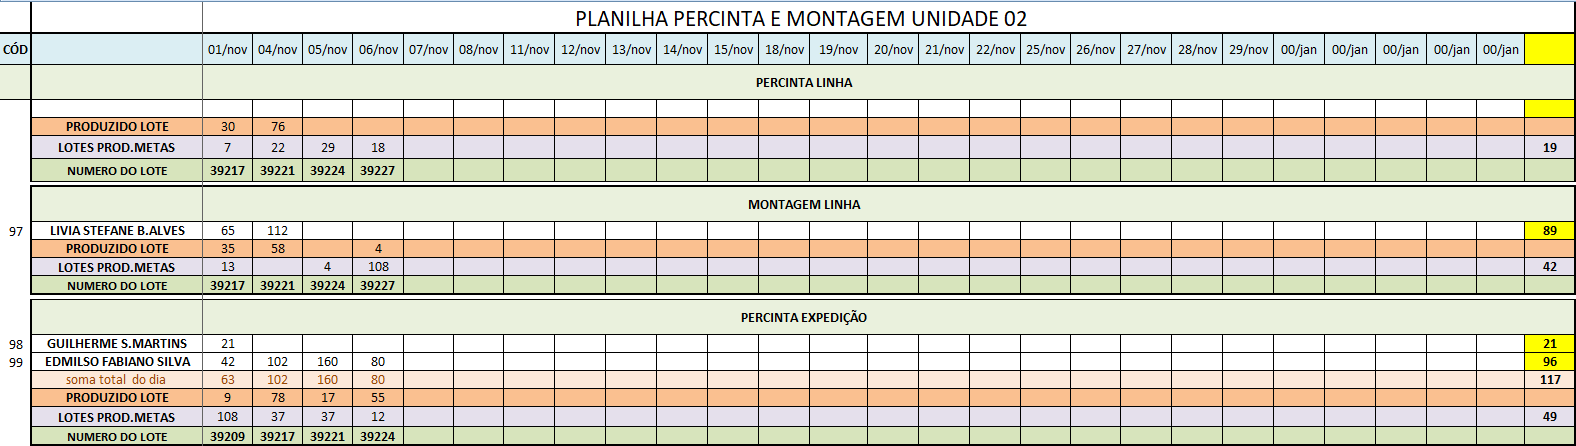 PLANILHA PERCINTA E MONTAGEM UNIDADE 02
CÓD 01/nov 04/nov 05/nov 06/nov 07/nov 08/nov 11/nov 12/nov 13/nov 14/nov 15/nov 18/nov 19/nov 20/nov 21/nov 22/nov 25/nov 26/nov 27/nov 28/nov 29/nov 00/jan 00/jan 00/jan 00/jan 00/jan
PERCINTA LINHA
PRODUZIDO LOTE 30 76
LOTES PROD.METAS 7 22 29 18 19
NUMERO DO LOTE 39217 39221 39224 39227
MONTAGEM LINHA
97 LIVIA STEFANE B.ALVES 65 112 89
PRODUZIDO LOTE 35 58 4
LOTES PROD.METAS 13 4 108 42
NUMERO DO LOTE 39217 39221 39224 39227
PERCINTA EXPEDIÇÃO
98 GUILHERME S.MARTINS 21 21
99 EDMILSO FABIANO SILVA 42 102 160 80 96
soma total do dia 63 102 160 80 117
PRODUZIDO LOTE 9 78 17 55
LOTES PROD.METAS 108 37 37 12 49
NUMERO DO LOTE 39209 39217 39221 39224